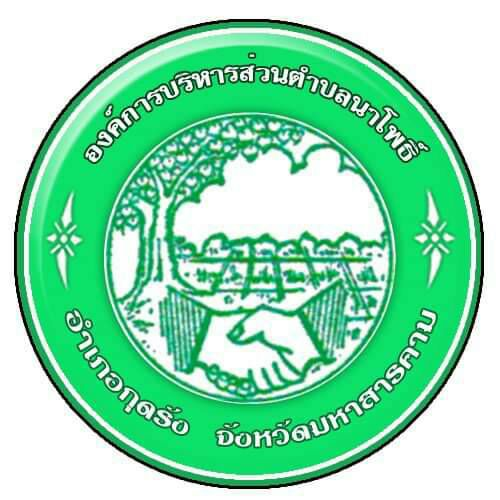 องค์การบริหารส่วนตำบลนาโพธิ์
อำเภอกุดรัง จังหวัดมหาสารคาม